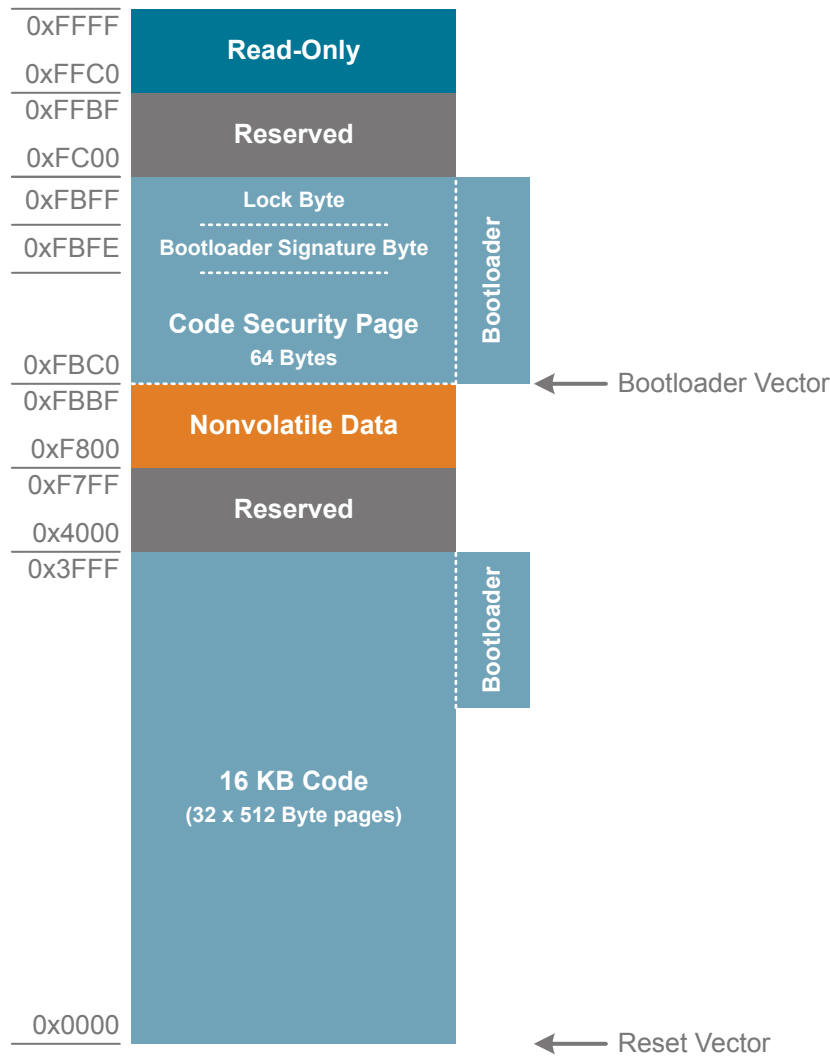 0xFFFF
Read-Only
0xFFC0
0xFFBF
Reserved
0xFC00
0xFBFF
Lock Byte
0xFBFE
Bootloader Signature Byte
Bootloader
Code Security Page
64 Bytes
0xFBC0
Bootloader Vector
0xFBBF
Nonvolatile Data
0xF800
0xF7FF
Reserved
0x4000
0x3FFF
Bootloader
16 KB Code
(32 x 512 Byte pages)
0x0000
Reset Vector